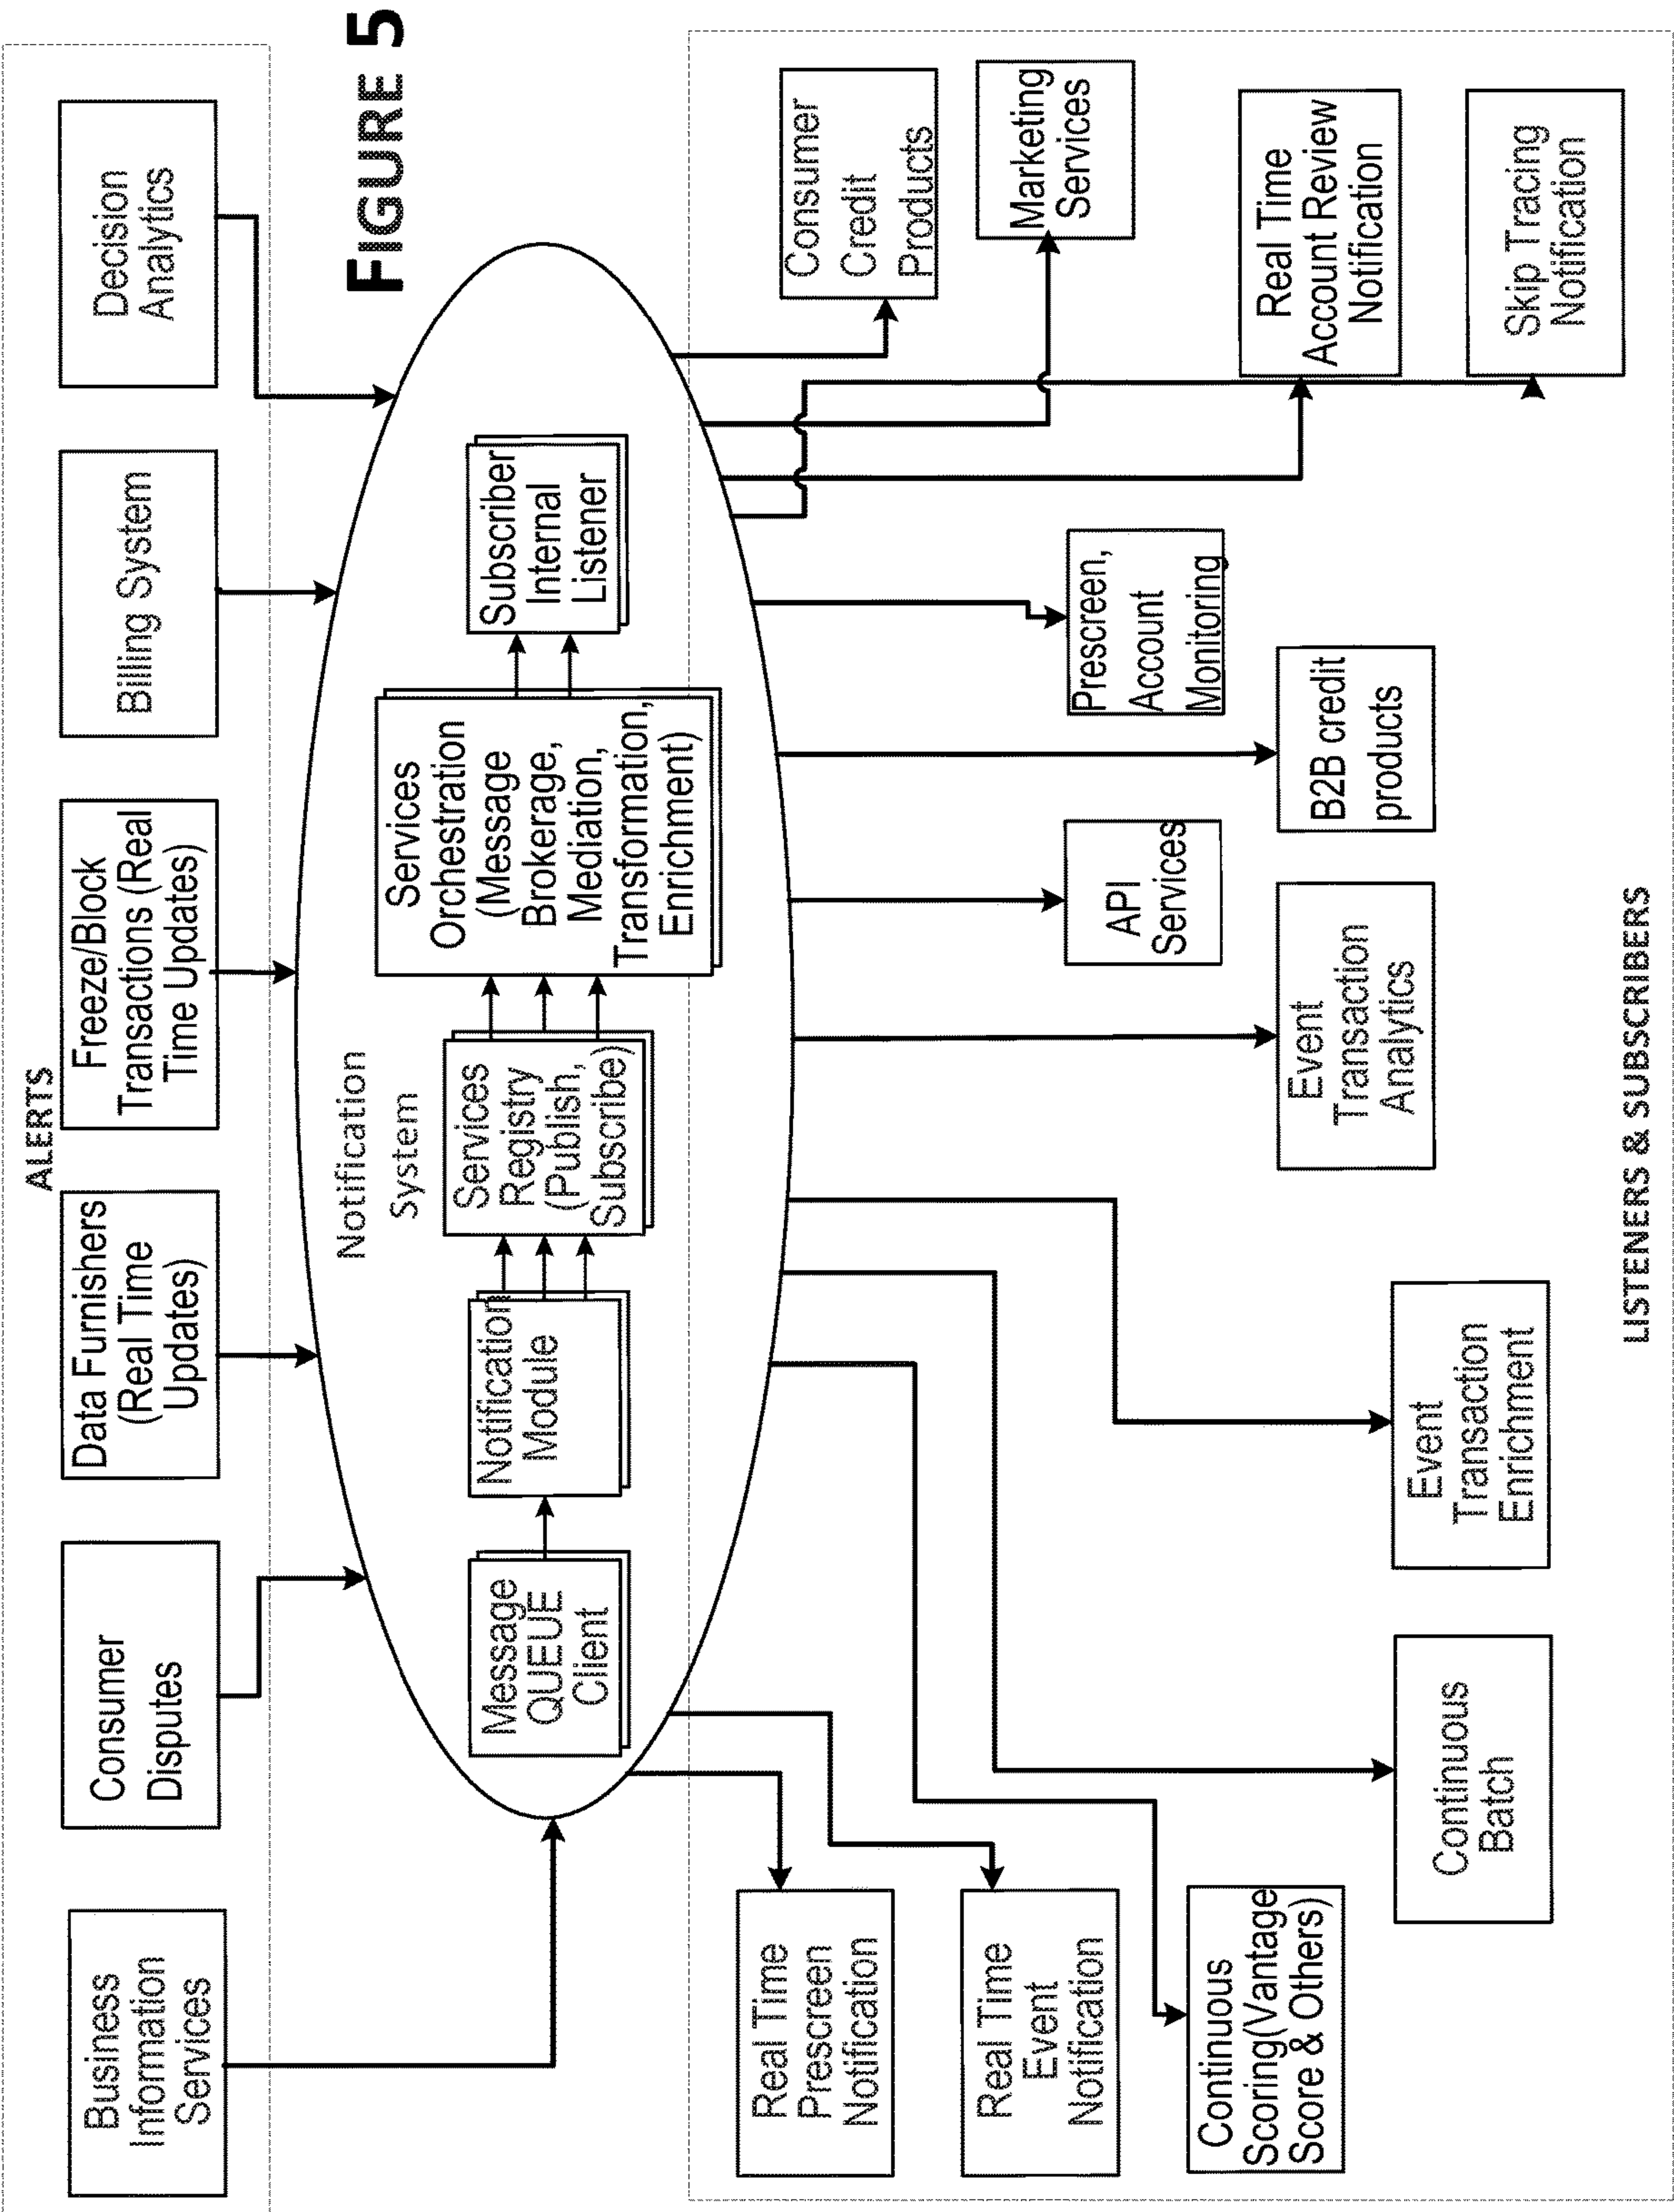 ALERTS
Business
Information
Services
Consumer
Disputes
Data Furnishers
(Real Time
Updates)
Freeze/Block
Transactions (Real
Time Updates)
Billing System
Decision
Analytics
FIGURE 5
Notification
System
Message
QUEUE
Client
Notification
Module
Services
Registry
(Publish,
Subscribe)
Services
Orchestration
(Message
Brokerage,
Mediation,
Transformation,
Enrichment)
Subscriber
Internal
Listener
Real Time
Prescreen
Notification
Real Time
Event
Notification
Continuous
Scoring(Vantage
Score & Others)
Continuous
Batch
Event
Transaction
Enrichment
Event
Transaction
Analytics
API
Services
B2B credit
products
Prescreen,
Account
Monitoring
Consumer
Credit
Products
Marketing
Services
Real Time
Account Review
Notification
Skip Tracing
Notification
LISTENERS & SUBSCRIBERS